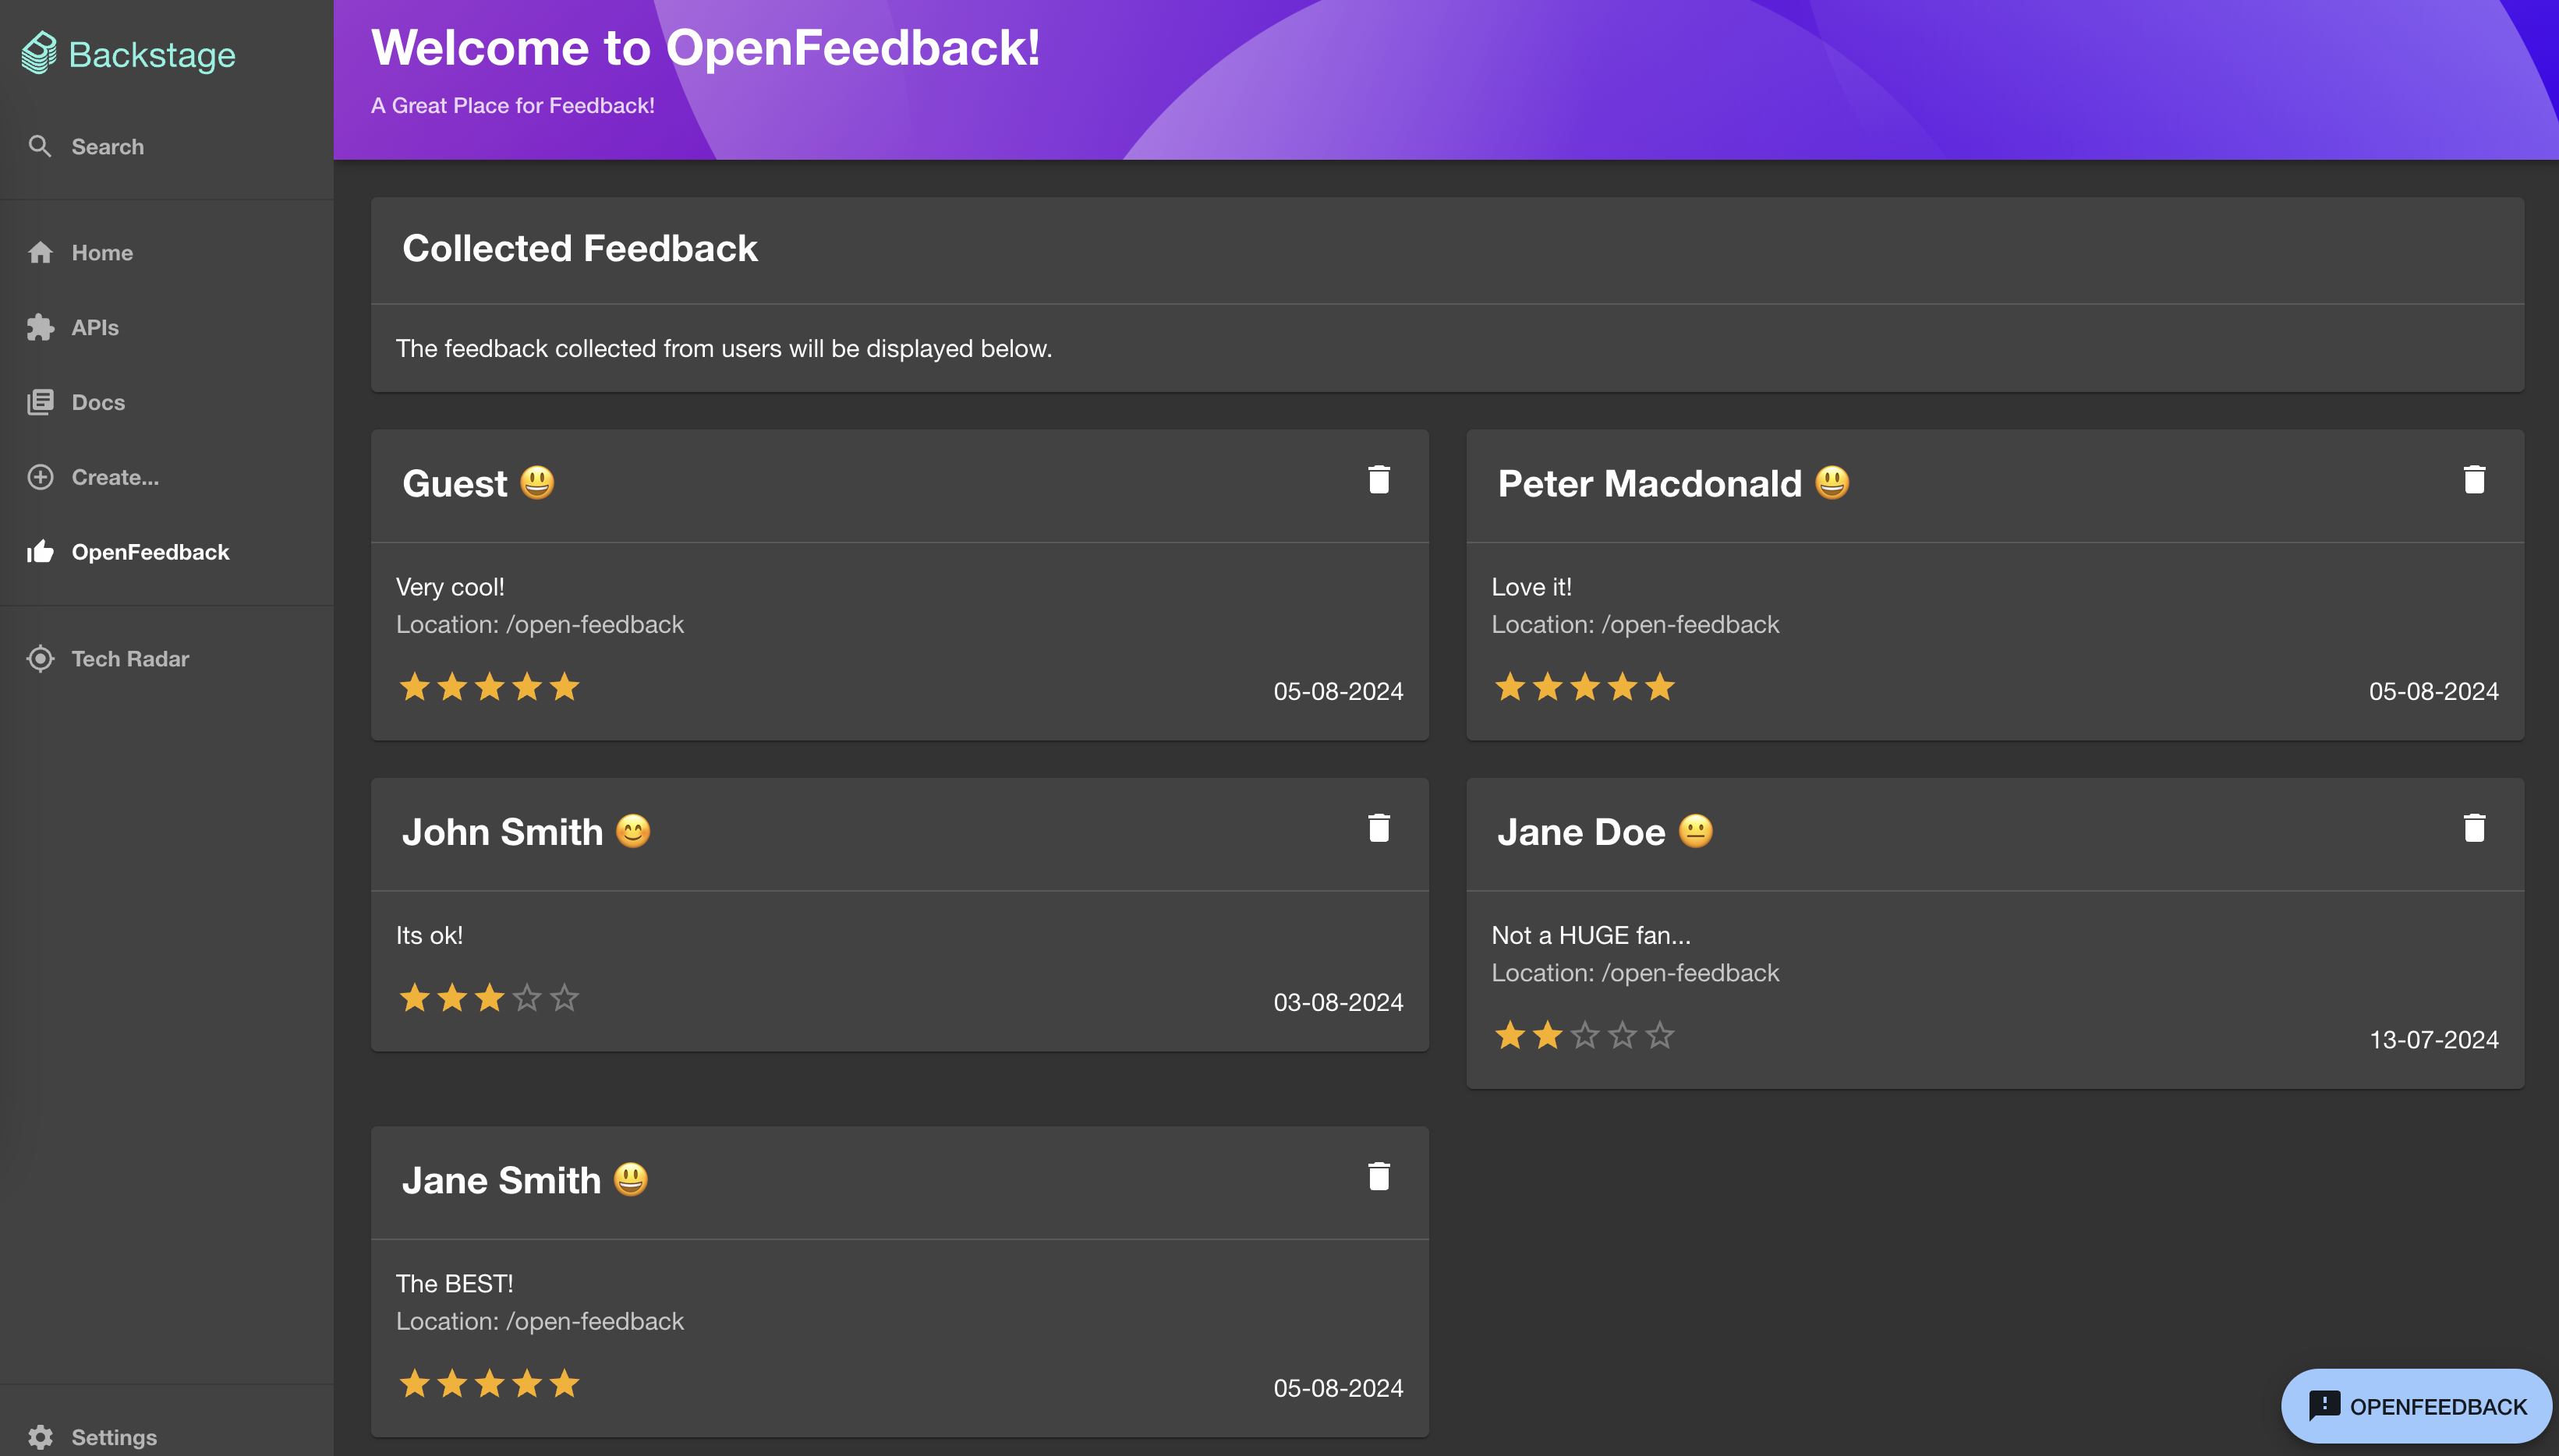 Backstage
Search
Home
APIs
Docs
Create...
OpenFeedback
Tech Radar
Settings
Welcome to OpenFeedback!
A Great Place for Feedback!
Collected Feedback
The feedback collected from users will be displayed below.
Guest 😃
Very cool!
Location: /open-feedback
05-08-2024
Peter Macdonald 😃
Love it!
Location: /open-feedback
05-08-2024
John Smith 😊
Its ok!
03-08-2024
Jane Doe 😐
Not a HUGE fan...
Location: /open-feedback
13-07-2024
Jane Smith 😃
The BEST!
Location: /open-feedback
05-08-2024
OPENFEEDBACK